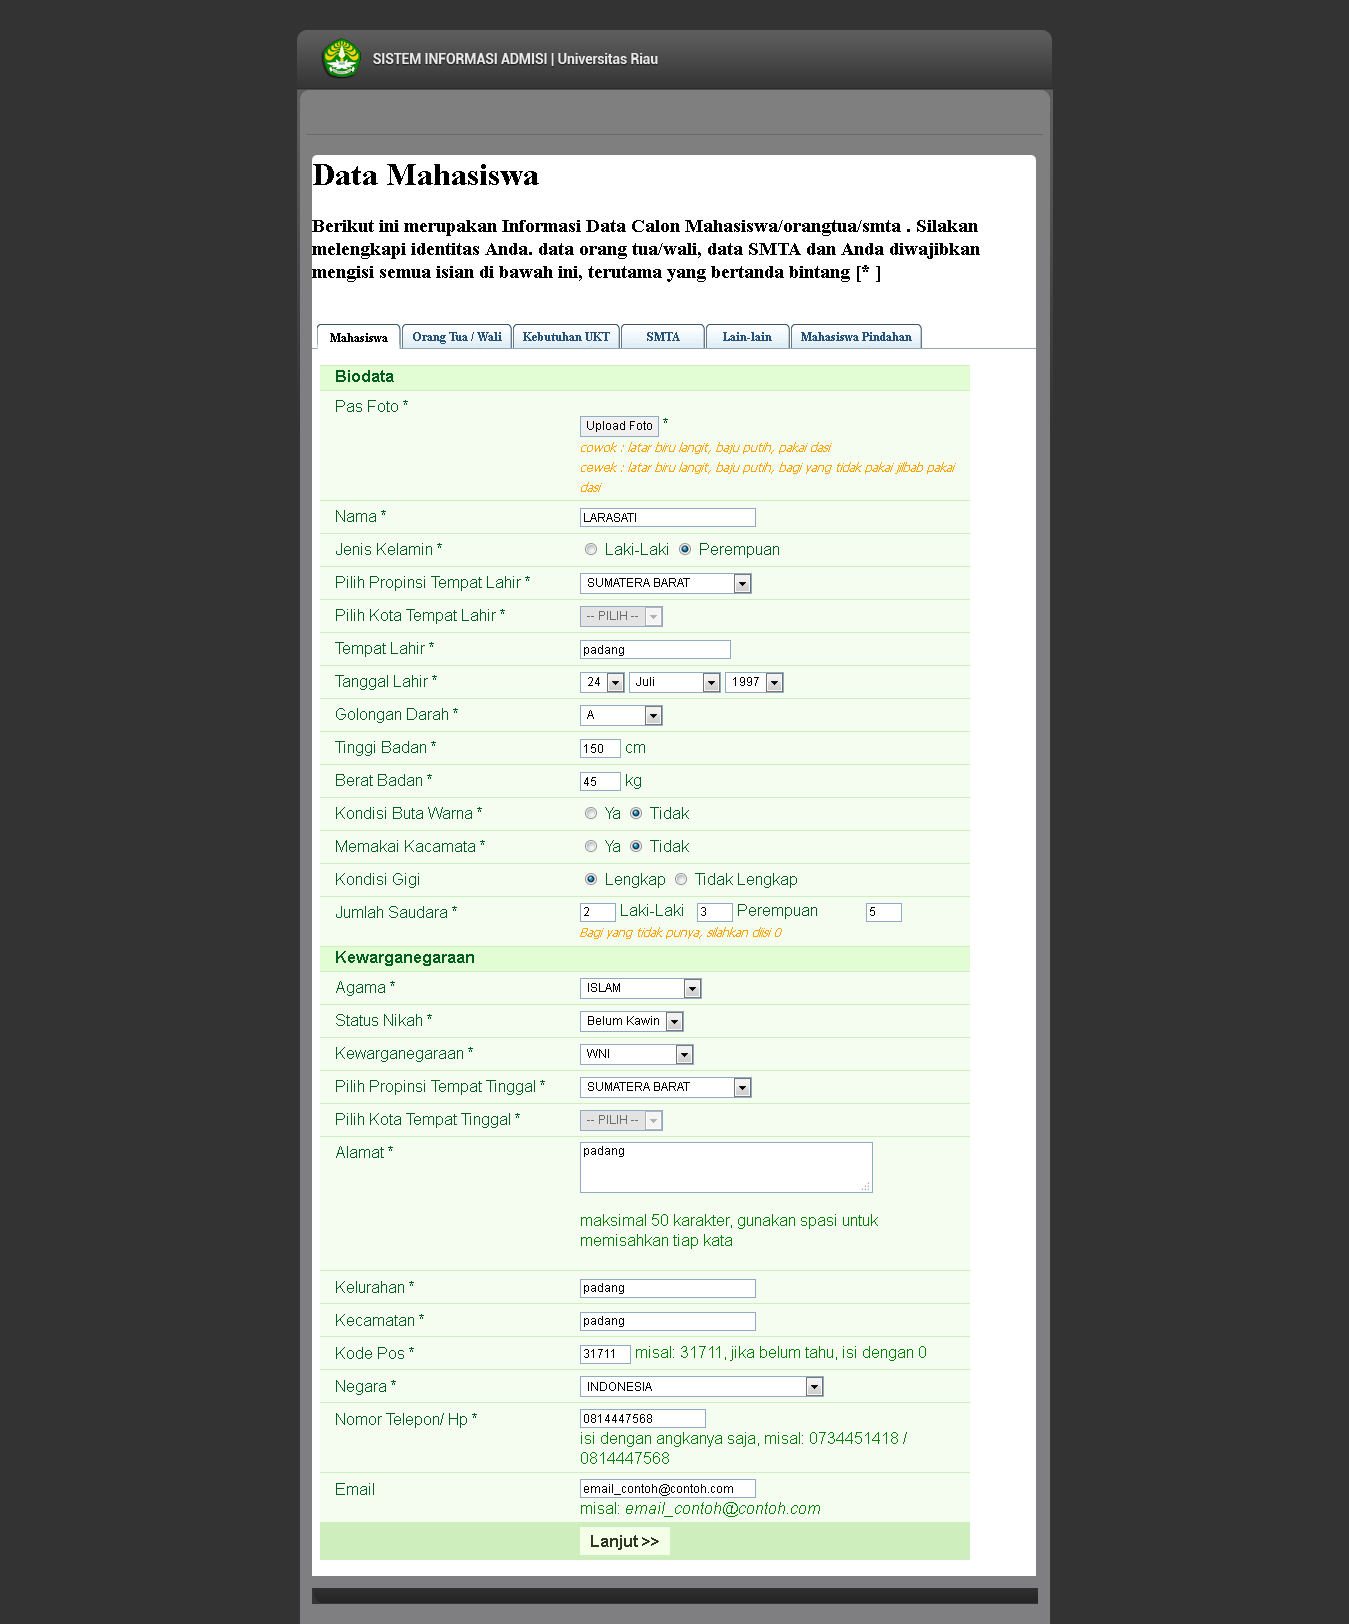 SISTEM INFORMASI ADMISI | Universitas Riau
Data Mahasiswa
Berikut ini merupakan Informasi Data Calon Mahasiswa/orangtua/smta . Silakan
melengkapi identitas Anda. data orang tua/wali, data SMTA dan Anda diwajibkan
mengisi semua isian di bawah ini, terutama yang bertanda bintang [* ]
Mahasiswa Orang Tua / Wali Kebutuhan UKT SMTA Lain-lain Mahasiswa Pindahan
Biodata
Pas Foto *
Upload Foto *
cowok : latar biru langit, baju putih, pakai dasi
cewek : latar biru langit, baju putih, bagi yang tidak pakai jilbab pakai
dasi
Nama * LARASATI
Jenis Kelamin * Laki-Laki Perempuan
Pilih Propinsi Tempat Lahir * SUMATERA BARAT
Pilih Kota Tempat Lahir * -- PILIH --
Tempat Lahir * padang
Tanggal Lahir * 24 Juli 1997
Golongan Darah * A
Tinggi Badan * 150 cm
Berat Badan * 45 kg
Kondisi Buta Warna * Ya Tidak
Memakai Kacamata * Ya Tidak
Kondisi Gigi Lengkap Tidak Lengkap
Jumlah Saudara * 2 Laki-Laki 3 Perempuan 5
Bagi yang tidak punya, silahkan diisi 0
Kewarganegaraan
Agama * ISLAM
Status Nikah * Belum Kawin
Kewarganegaraan * WNI
Pilih Propinsi Tempat Tinggal * SUMATERA BARAT
Pilih Kota Tempat Tinggal * -- PILIH --
Alamat * padang
maksimal 50 karakter, gunakan spasi untuk
memisahkan tiap kata
Kelurahan * padang
Kecamatan * padang
Kode Pos * 31711 misal: 31711, jika belum tahu, isi dengan 0
Negara * INDONESIA
Nomor Telepon/ Hp * 0814447568
isi dengan angkanya saja, misal: 0734451418 /
0814447568
Email email_contoh@contoh.com
misal: email_contoh@contoh.com
Lanjut >>